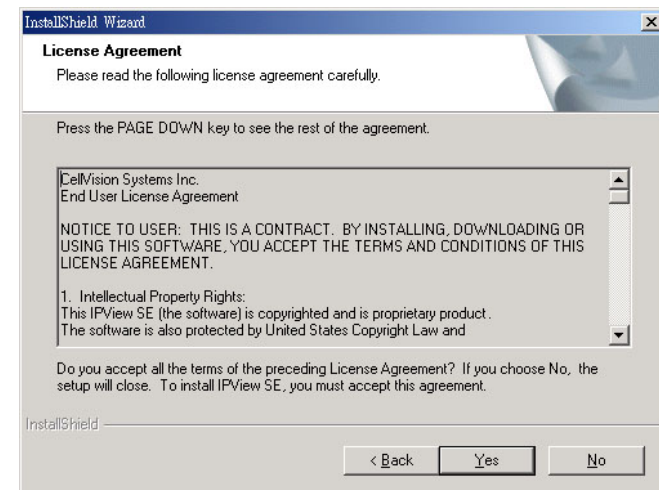 InstallShield Wizard
License Agreement
Please read the following license agreement carefully.
Press the PAGE DOWN key to see the rest of the agreement.
CellVision Systems Inc.
End User License Agreement
NOTICE TO USER: THIS IS A CONTRACT. BY INSTALLING, DOWNLOADING OR
USING THIS SOFTWARE, YOU ACCEPT THE TERMS AND CONDITIONS OF THIS
LICENSE AGREEMENT.
1. Intellectual Property Rights:
This IPView SE (the software) is copyrighted and is proprietary product.
The software is also protected by United States Copyright Law and
Do you accept all the terms of the preceding License Agreement? If you choose No, the
setup will close. To install IPView SE, you must accept this agreement.
InstallShield
< Back Yes No